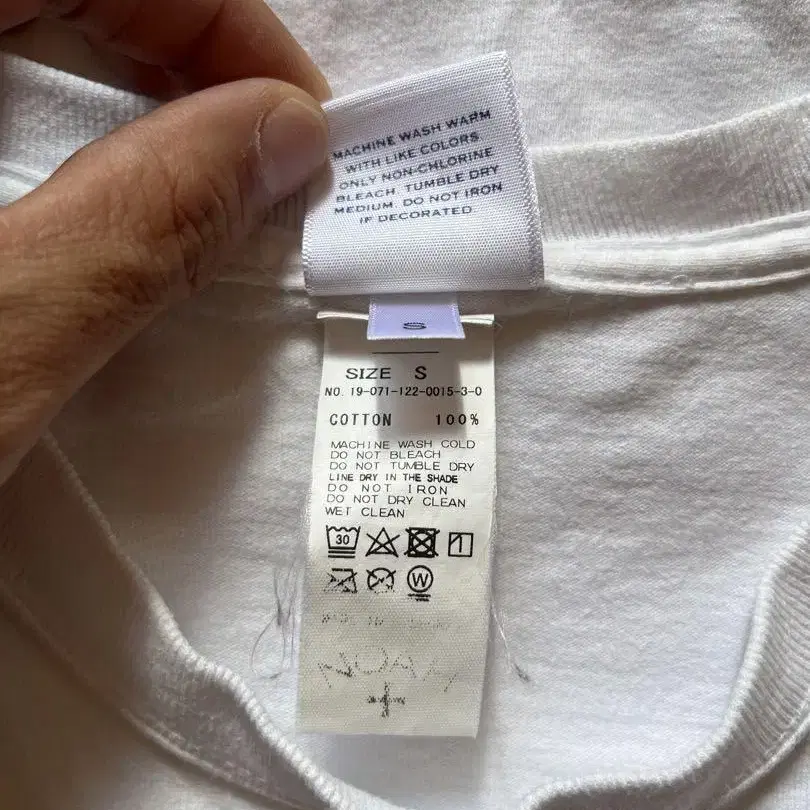 MACHINE WASH WARM
WITH LIKE COLORS
ONLY NON-CHLORINE
BLEACH. TUMBLE DRY
MEDIUM. DO NOT IRON
IF DECORATED.
S
SIZE S
NO. 19-071-122-0015-3-0
COTTON 100%
MACHINE WASH COLD
DO NOT BLEACH
DO NOT TUMBLE DRY
LINE DRY IN THE SHADE
DO NOT IRON
DO NOT DRY CLEAN
WET CLEAN
30
W
NOAH